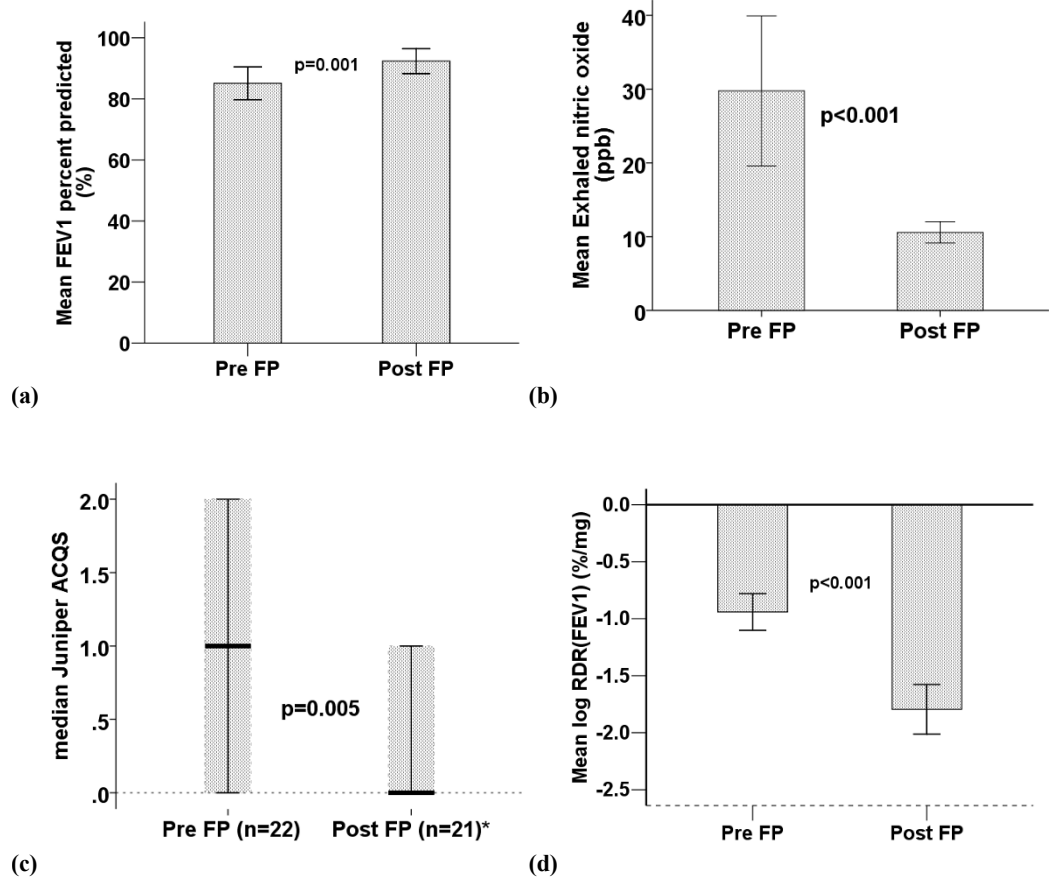 Mean FEV1 percent predicted
(%)
100
80
60
40
20
0
p=0.001
Pre FP
Post FP
(a)
Mean Exhaled nitric oxide
(ppb)
40
30
20
10
0
p<0.001
Pre FP
Post FP
(b)
median Juniper ACQS
2.0
1.5
1.0
.5
.0
p=0.005
Pre FP (n=22)
Post FP (n=21)*
(c)
Mean log RDR(FEV1) (%/mg)
0.0
-0.5
-1.0
-1.5
-2.0
-2.5
p<0.001
Pre FP
Post FP
(d)